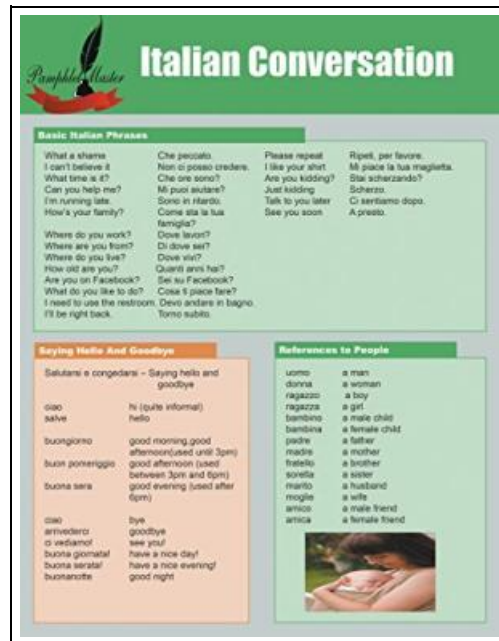 Pamphlet Master
Italian Conversation
Basic Italian Phrases
What a shame Che peccato.
I can't believe it Non ci posso credere.
What time is it? Che ore sono?
Can you help me? Mi puoi aiutare?
I'm running late. Sono in ritardo.
How's your family? Come sta la tua
famiglia?
Where do you work? Dove lavori?
Where are you from? Di dove sei?
Where do you live? Dove vivi?
How old are you? Quanti anni hai?
Are you on Facebook? Sei su Facebook?
What do you like to do? Cosa ti piace fare?
I need to use the restroom. Devo andare in bagno.
I'll be right back. Torno subito.
Please repeat Ripeti, per favore.
I like your shirt Mi piace la tua maglietta.
Are you kidding? Stai scherzando?
Just kidding Scherzo.
Talk to you later Ci sentiamo dopo.
See you soon A presto.
Saying Hello And Goodbye
Salutarsi e congedarsi – Saying hello and
goodbye
ciao hi (quite informal)
salve hello
buongiorno good morning,good
afternoon(used until 3pm)
buon pomeriggio good afternoon (used
between 3pm and 6pm)
buona sera good evening (used after
6pm)
ciao bye
arrivederci goodbye
ci vediamo! see you!
buona giornata! have a nice day!
buona serata! have a nice evening!
buonanotte good night
References to People
uomo a man
donna a woman
ragazzo a boy
ragazza a girl
bambino a male child
bambina a female child
padre a father
madre a mother
fratello a brother
sorella a sister
marito a husband
moglie a wife
amico a male friend
amica a female friend